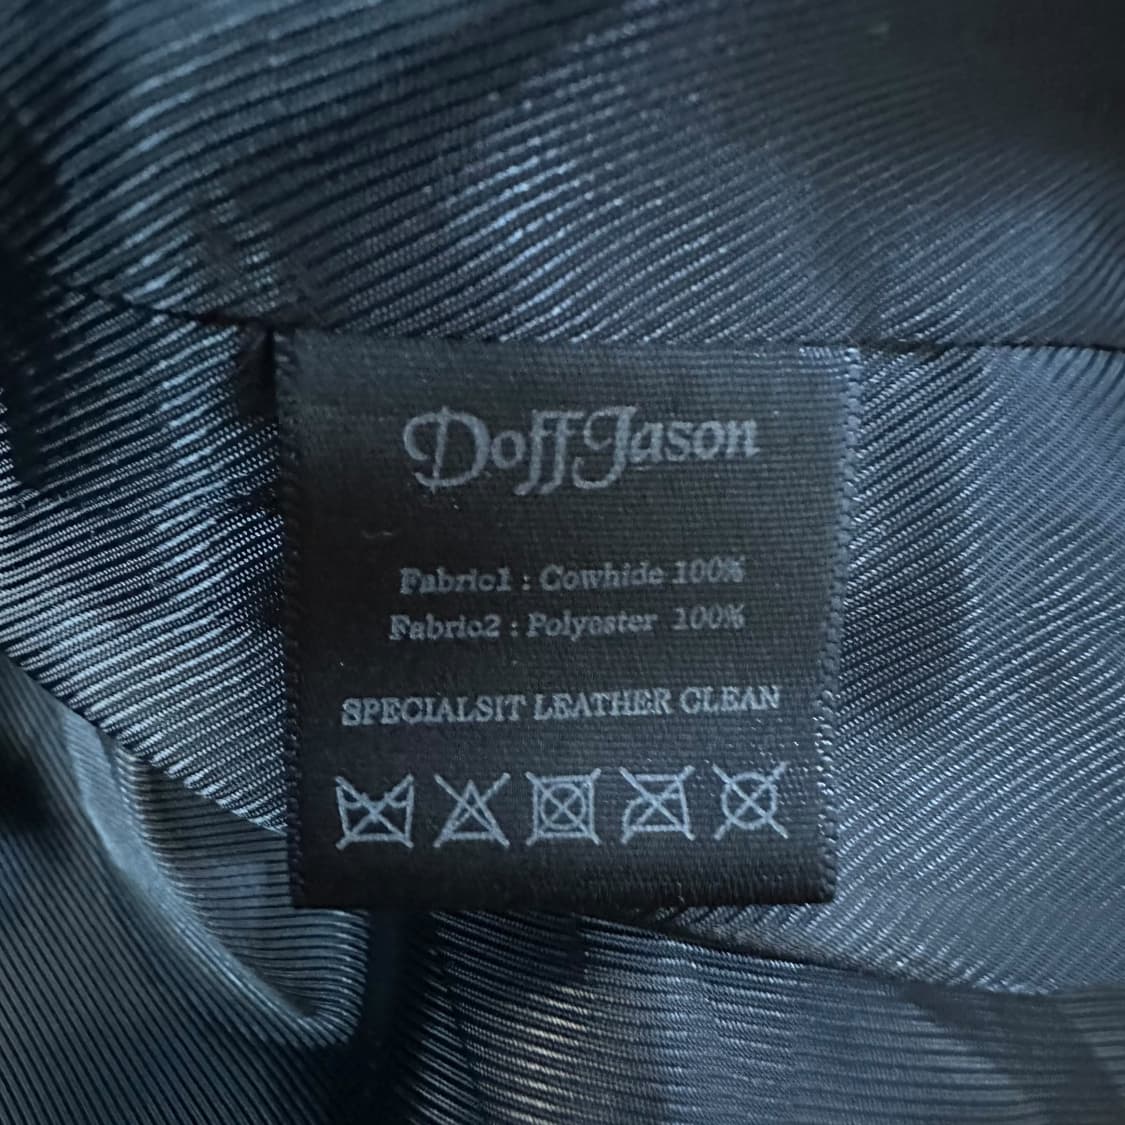 DoffJason
Fabric1 : Cowhide 100%
Fabric2 : Polyester 100%
SPECIALSIT LEATHER CLEAN